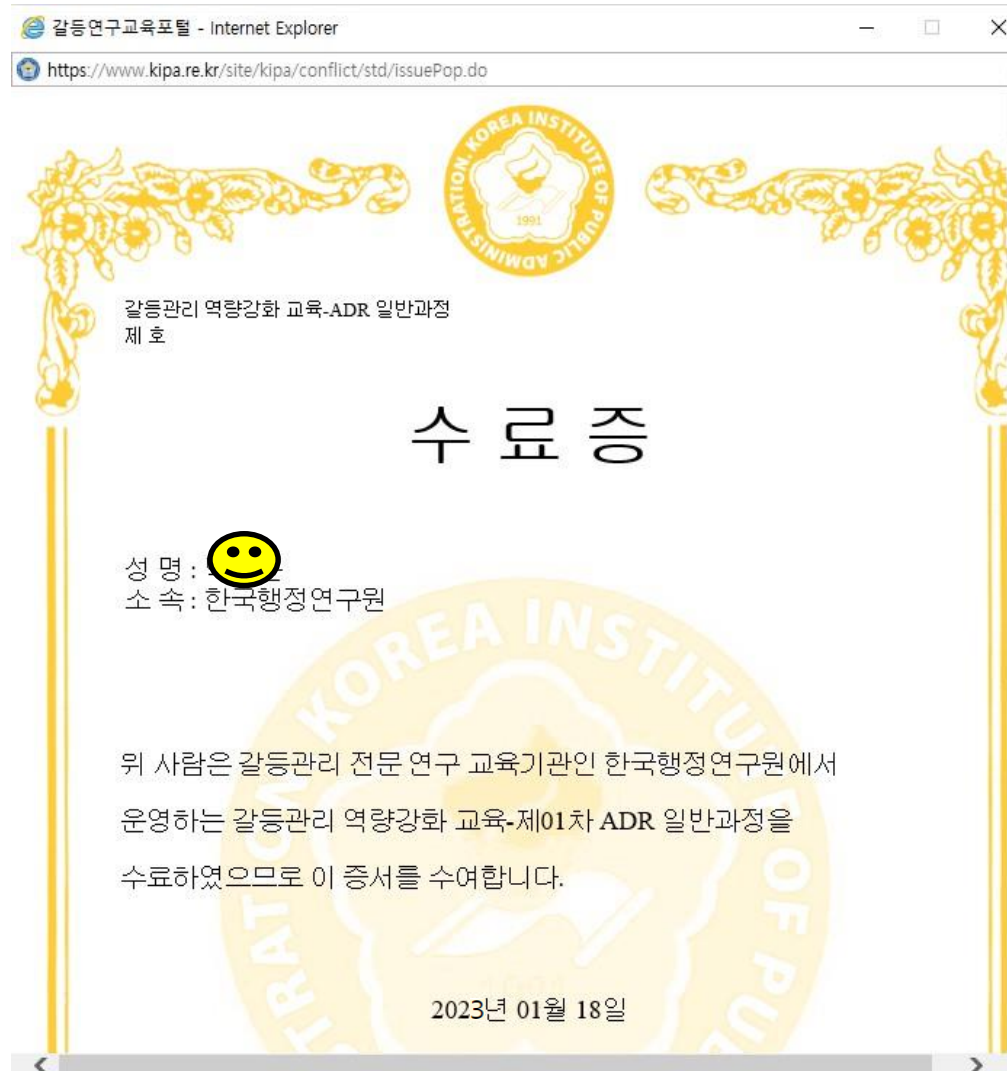 갈등연구교육포털 - Internet Explorer
https://www.kipa.re.kr/site/kipa/conflict/std/issuePop.do
KOREA INSTITUTE OF PUBLIC ADMINISTRATION.
1991
갈등관리 역량강화 교육-ADR 일반과정
제 호
수 료 증
성 명 :
소 속 : 한국행정연구원
KOREA INSTITUTE OF PU
STRATION.
위 사람은 갈등관리 전문 연구 교육기관인 한국행정연구원에서
운영하는 갈등관리 역량강화 교육-제01차 ADR 일반과정을
수료하였으므로 이 증서를 수여합니다.
1991
2023년 01월 18일